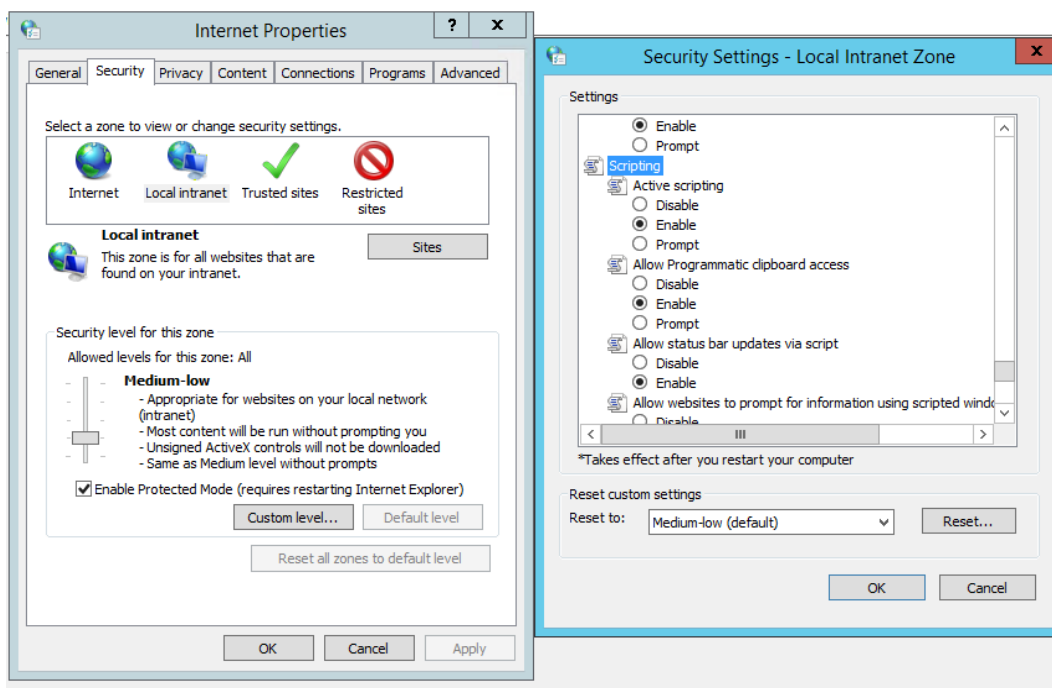 Internet Properties
?
x
General Security Privacy Content Connections Programs Advanced
Select a zone to view or change security settings.
Internet
Local intranet
Trusted sites
Restricted
sites
Local intranet
This zone is for all websites that are
found on your intranet.
Sites
Security level for this zone
Allowed levels for this zone: All
Medium-low
- Appropriate for websites on your local network
(intranet)
- Most content will be run without prompting you
- Unsigned ActiveX controls will not be downloaded
- Same as Medium level without prompts
Enable Protected Mode (requires restarting Internet Explorer)
Custom level...
Default level
Reset all zones to default level
OK
Cancel
Apply
Security Settings - Local Intranet Zone
x
Settings
Enable
Prompt
Scripting
Active scripting
Disable
Enable
Prompt
Allow Programmatic clipboard access
Disable
Enable
Prompt
Allow status bar updates via script
Disable
Enable
Allow websites to prompt for information using scripted windo
Disable
*Takes effect after you restart your computer
Reset custom settings
Reset to:
Medium-low (default)
Reset...
OK
Cancel